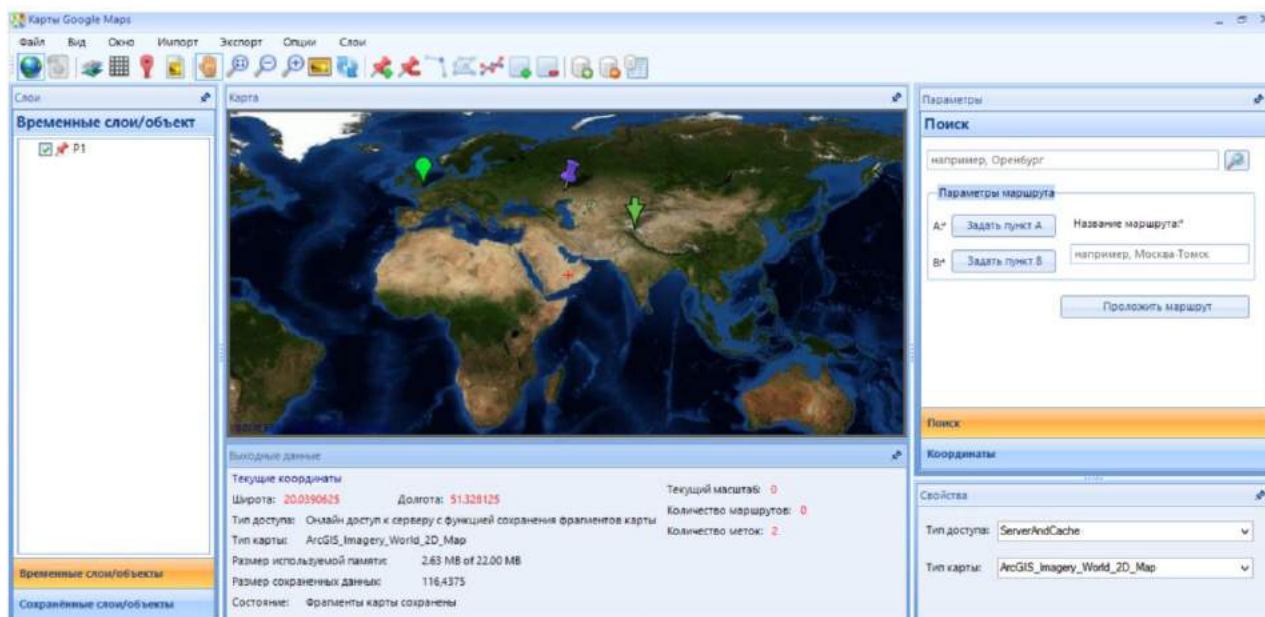 Карты Google Maps
Файл Вид Окно Импорт Экспорт Опции Слои
Слои
Временные слои/объект
P1
Временные слои/объекты
Сохранённые слои/объекты
Карта
Выходные данные
Текущие координаты
Широта: 20.0390625 Долгота: 51.328125
Тип доступа: Онлайн доступ к серверу с функцией сохранения фрагментов карты
Тип карты: ArcGIS_Imagery_World_2D_Map
Размер используемой памяти: 2.63 MB of 22.00 MB
Размер сохраненных данных: 116,4375
Состояние: Фрагменты карты сохранены
Текущий масштаб: 0
Количество маршрутов: 0
Количество меток: 2
Параметры
Поиск
например, Оренбург
Параметры маршрута
A:* Задать пункт A Название маршрута:*
B:* Задать пункт B например, Москва-Томск
Проложить маршрут
Поиск
Координаты
Свойства
Тип доступа: ServerAndCache
Тип карты: ArcGIS_Imagery_World_2D_Map